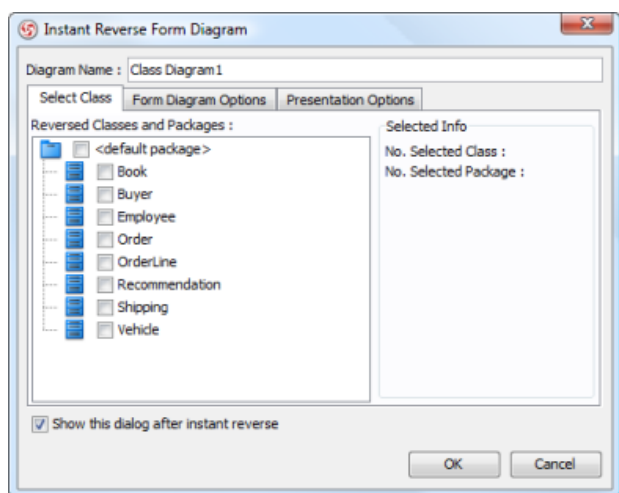 Instant Reverse Form Diagram
Diagram Name : Class Diagram1
Select Class Form Diagram Options Presentation Options
Reversed Classes and Packages :
<default package>
Book
Buyer
Employee
Order
OrderLine
Recommendation
Shipping
Vehicle
Selected Info
No. Selected Class :
No. Selected Package :
Show this dialog after instant reverse
OK Cancel